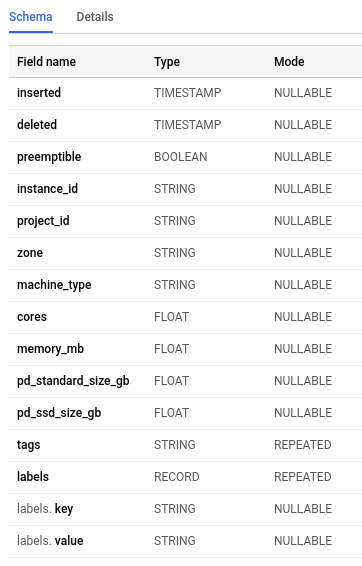 Schema Details
Field name Type Mode
inserted TIMESTAMP NULLABLE
deleted TIMESTAMP NULLABLE
preemptible BOOLEAN NULLABLE
instance_id STRING NULLABLE
project_id STRING NULLABLE
zone STRING NULLABLE
machine_type STRING NULLABLE
cores FLOAT NULLABLE
memory_mb FLOAT NULLABLE
pd_standard_size_gb FLOAT NULLABLE
pd_ssd_size_gb FLOAT NULLABLE
tags STRING REPEATED
labels RECORD REPEATED
labels. key STRING NULLABLE
labels. value STRING NULLABLE